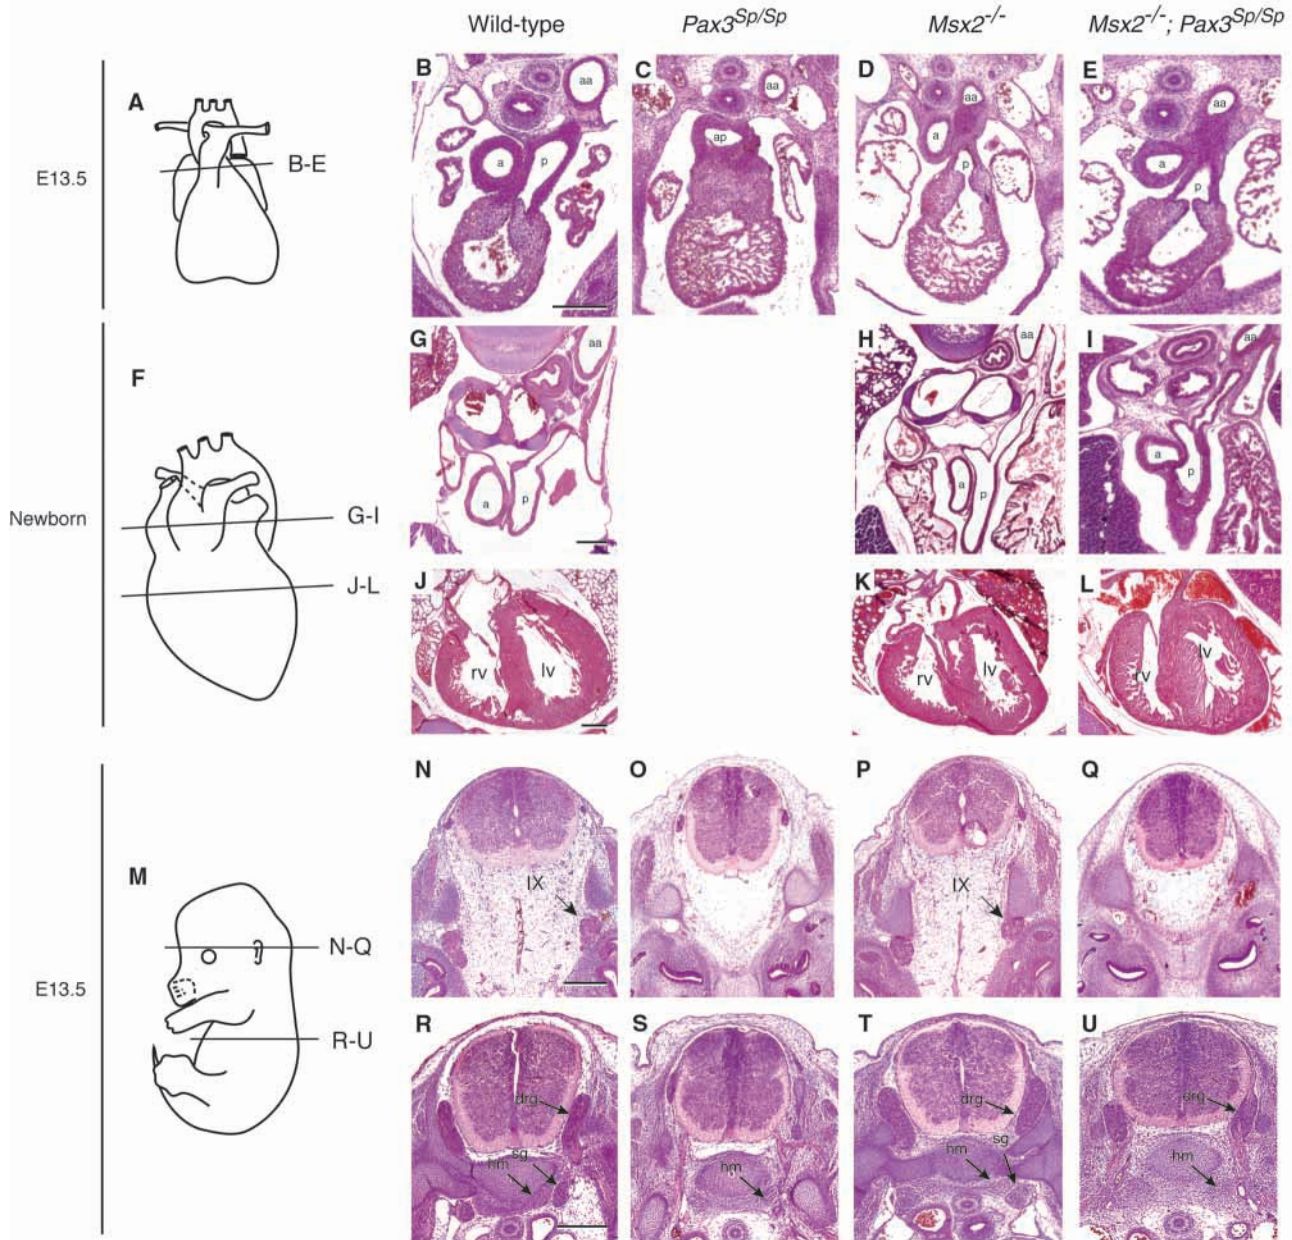 Wild-type Pax3Sp/Sp Msx2-/- Msx2-/-; Pax3Sp/Sp
A B C D E
aa aa aa aa
a p ap a p a p
E13.5 B-E
F G H I
aa aa aa
a p a p a p
Newborn G-I
J-L
J K L
rv lv rv lv rv lv
M N O P Q
IX IX
E13.5 N-Q
R-U
R S T U
drg drg drg
hm sg hm hm sg hm